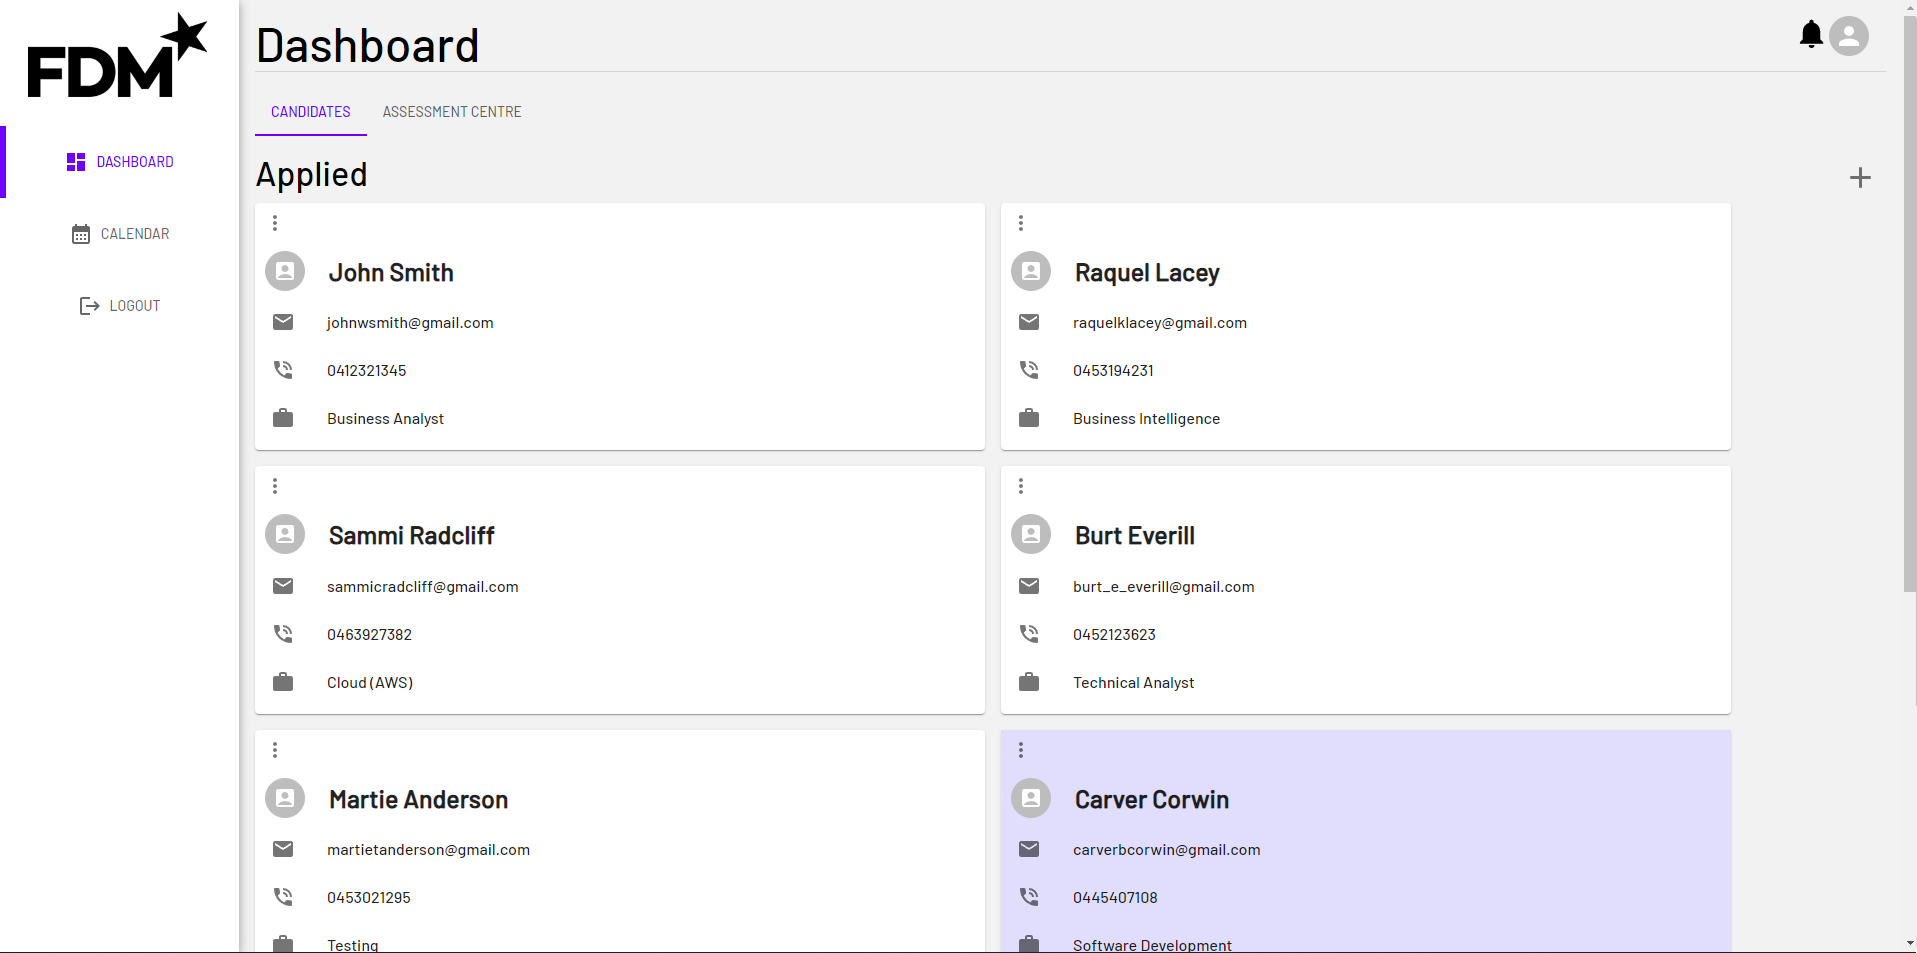 FDM
DASHBOARD
CALENDAR
LOGOUT
Dashboard
CANDIDATES
ASSESSMENT CENTRE
Applied
John Smith
johnwsmith@gmail.com
0412321345
Business Analyst
Raquel Lacey
raquelklacey@gmail.com
0453194231
Business Intelligence
Sammi Radcliff
sammicradcliff@gmail.com
0463927382
Cloud (AWS)
Burt Everill
burt_e_everill@gmail.com
0452123623
Technical Analyst
Martie Anderson
martietanderson@gmail.com
0453021295
Testing
Carver Corwin
carverbcorwin@gmail.com
0445407108
Software Development